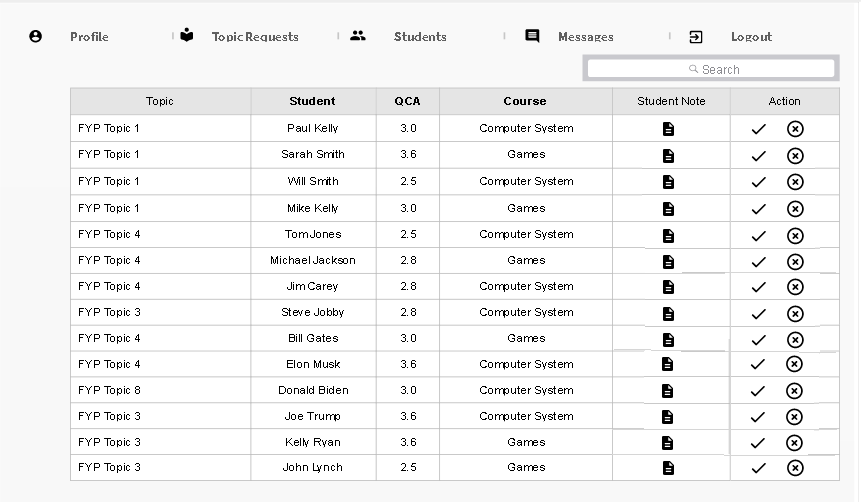 Profile Topic Requests Students Messages Logout
Search
Topic Student QCA Course Student Note Action
FYP Topic 1 Paul Kelly 3.0 Computer System
FYP Topic 1 Sarah Smith 3.6 Games
FYP Topic 1 Will Smith 2.5 Computer System
FYP Topic 1 Mike Kelly 3.0 Games
FYP Topic 4 Tom Jones 2.5 Computer System
FYP Topic 4 Michael Jackson 2.8 Games
FYP Topic 4 Jim Carey 2.8 Computer System
FYP Topic 3 Steve Jobby 2.8 Computer System
FYP Topic 4 Bill Gates 3.0 Games
FYP Topic 4 Elon Musk 3.6 Computer System
FYP Topic 8 Donald Biden 3.0 Computer System
FYP Topic 3 Joe Trump 3.6 Computer System
FYP Topic 3 Kelly Ryan 3.6 Games
FYP Topic 3 John Lynch 2.5 Games